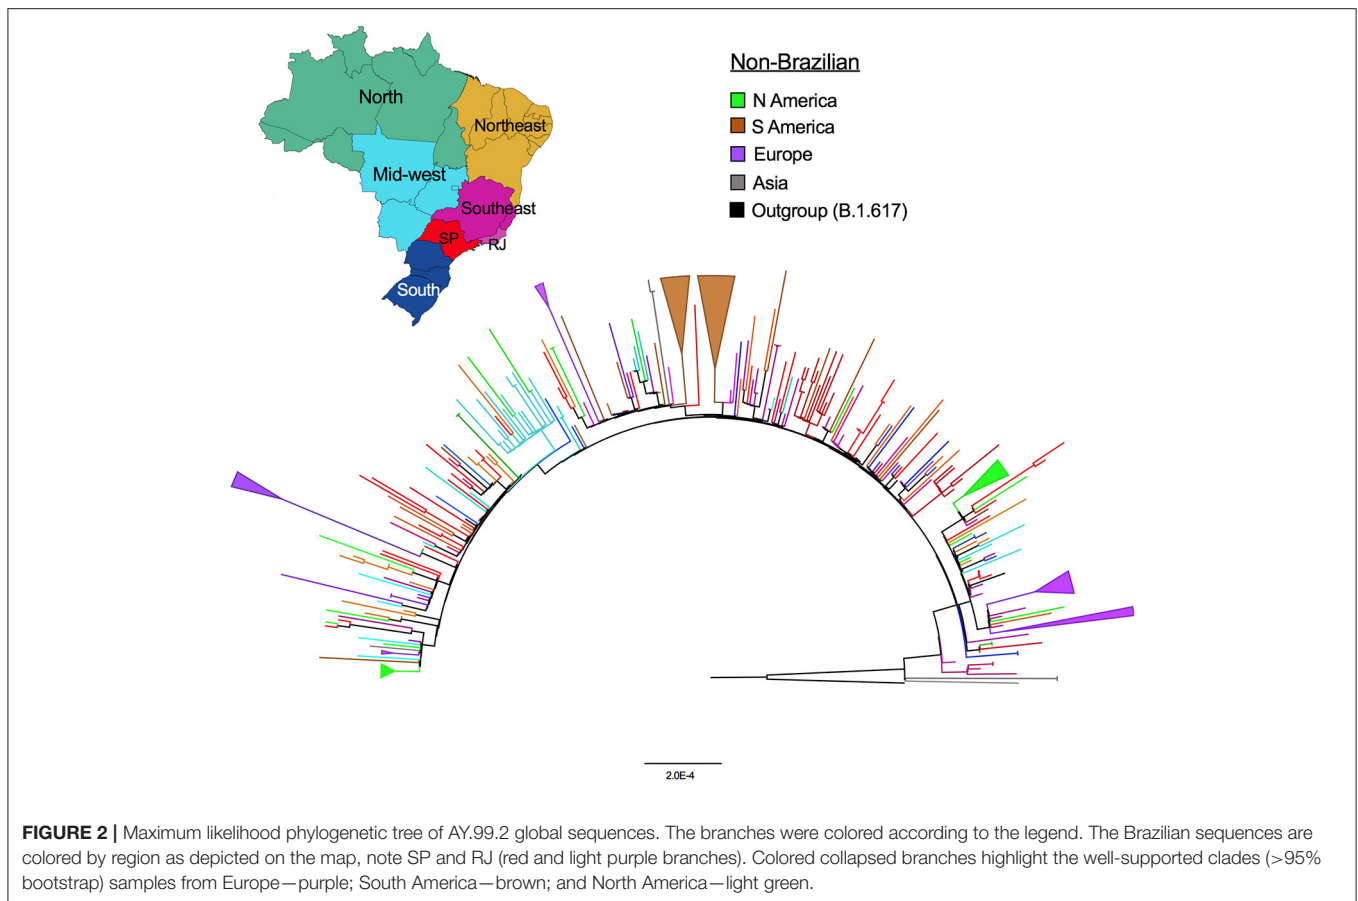 Non-Brazilian
N America
S America
Europe
Asia
Outgroup (B.1.617)
North
Northeast
Mid-west
Southeast
SP
RJ
South
2.0E-4
FIGURE 2 | Maximum likelihood phylogenetic tree of AY.99.2 global sequences. The branches were colored according to the legend. The Brazilian sequences are
colored by region as depicted on the map, note SP and RJ (red and light purple branches). Colored collapsed branches highlight the well-supported clades (>95%
bootstrap) samples from Europe—purple; South America—brown; and North America—light green.